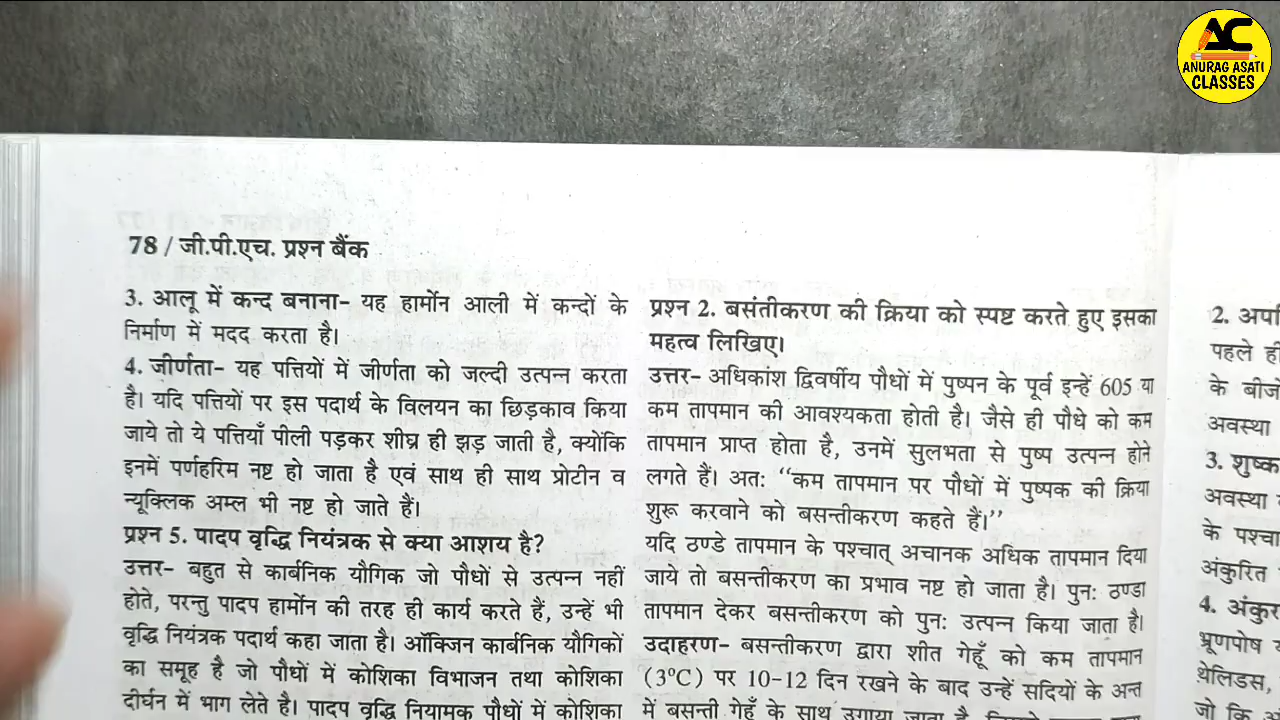 AC
ANURAG ASATI
CLASSES
78 / जी.पी.एच. प्रश्न बैंक
3. आलू में कन्द बनाना- यह हार्मोन आली में कन्दों के
निर्माण में मदद करता है।
4. जीर्णता- यह पत्तियों में जीर्णता को जल्दी उत्पन्न करता
है। यदि पत्तियों पर इस पदार्थ के विलयन का छिड़काव किया
जाये तो ये पत्तियाँ पीली पड़कर शीघ्र ही झड़ जाती है, क्योंकि
इनमें पर्णहरिम नष्ट हो जाता है एवं साथ ही साथ प्रोटीन व
न्यूक्लिक अम्ल भी नष्ट हो जाते हैं।
प्रश्न 5. पादप वृद्धि नियंत्रक से क्या आशय है?
उत्तर- बहुत से कार्बनिक यौगिक जो पौधों से उत्पन्न नहीं
होते, परन्तु पादप हार्मोन की तरह ही कार्य करते हैं, उन्हें भी
वृद्धि नियंत्रक पदार्थ कहा जाता है। ऑक्जिन कार्बनिक यौगिकों
का समूह है जो पौधों में कोशिका विभाजन तथा कोशिका
दीर्घन में भाग लेते है। पादप वृद्धि नियामक पौधों में कोशिका
प्रश्न 2. बसंतीकरण की क्रिया को स्पष्ट करते हुए इसका
महत्व लिखिए।
उत्तर- अधिकांश द्विवर्षीय पौधों में पुष्पन के पूर्व इन्हें 605 या
कम तापमान की आवश्यकता होती है। जैसे ही पौधे को कम
तापमान प्राप्त होता है, उनमें सुलभता से पुष्प उत्पन्न होने
लगते हैं। अत: ‘‘कम तापमान पर पौधों में पुष्पक की क्रिया
शुरू करवाने को बसन्तीकरण कहते हैं।’’
यदि ठण्डे तापमान के पश्चात् अचानक अधिक तापमान दिया
जाये तो बसन्तीकरण का प्रभाव नष्ट हो जाता है। पुन: ठण्डा
तापमान देकर बसन्तीकरण को पुन: उत्पन्न किया जाता है।
उदाहरण- बसन्तीकरण द्वारा शीत गेहूँ को कम तापमान
(3⁰C) पर 10-12 दिन रखने के बाद उन्हें सदियों के अन्त
में बसन्ती गेहूँ के साथ उगाया जाता है
2.
पहले ही
के
अवस्था
3.
अवस्था
के
अंकुरित
4.
भ्रूणपोष
थेलिडस,
जो कि